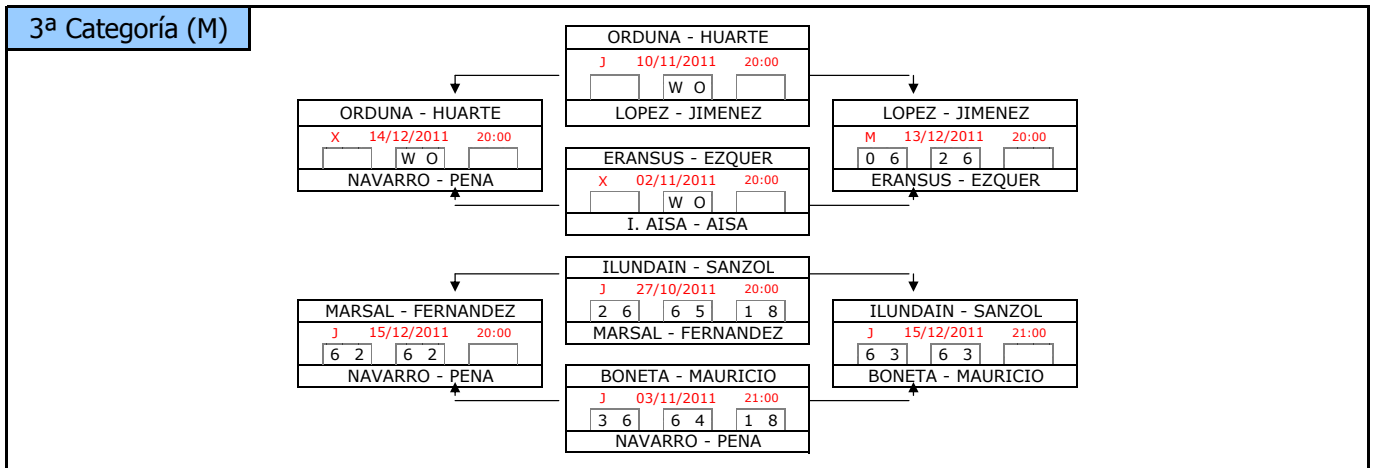 3ª Categoría (M)
ORDUNA - HUARTE
J 10/11/2011 20:00
W O
LOPEZ - JIMENEZ
ORDUNA - HUARTE
X 14/12/2011 20:00
W O
NAVARRO - PENA
LOPEZ - JIMENEZ
M 13/12/2011 20:00
0 6 2 6
ERANSUS - EZQUER
ERANSUS - EZQUER
X 02/11/2011 20:00
W O
I. AISA - AISA
ILUNDAIN - SANZOL
J 27/10/2011 20:00
2 6 6 5 1 8
MARSAL - FERNANDEZ
MARSAL - FERNANDEZ
J 15/12/2011 20:00
6 2 6 2
NAVARRO - PENA
ILUNDAIN - SANZOL
J 15/12/2011 21:00
6 3 6 3
BONETA - MAURICIO
BONETA - MAURICIO
J 03/11/2011 21:00
3 6 6 4 1 8
NAVARRO - PENA